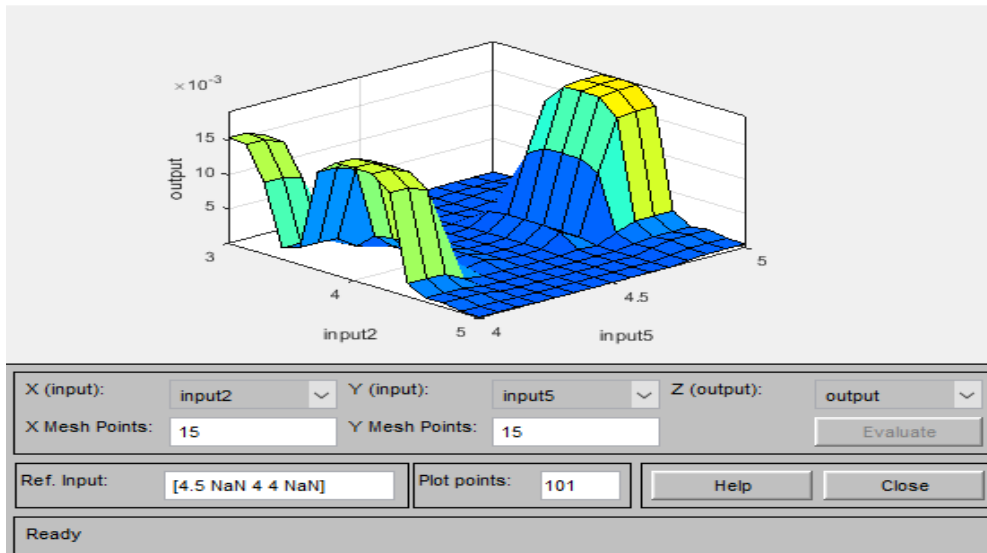 ×10-3
15
10
5
output
3
4
5
input2
4
4.5
5
input5
X (input): input2 Y (input): input5 Z (output): output
X Mesh Points: 15 Y Mesh Points: 15 Evaluate
Ref. Input: [4.5 NaN 4 4 NaN] Plot points: 101 Help Close
Ready